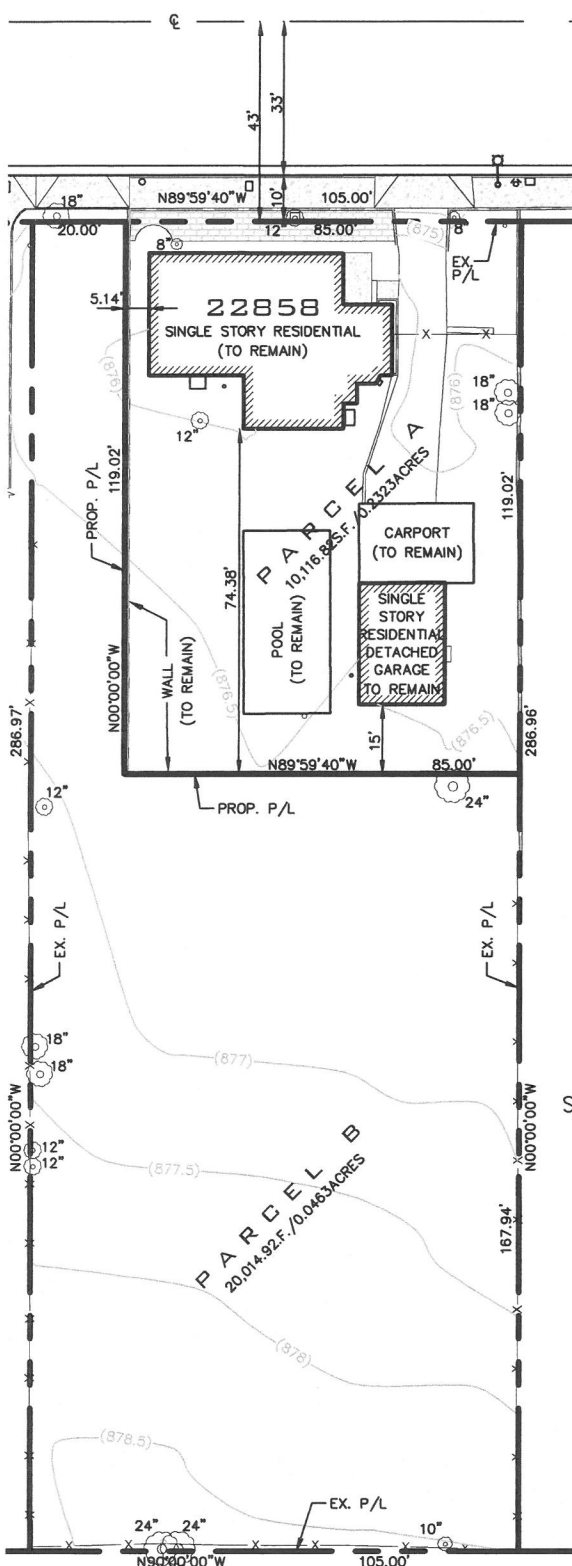 ℄
43'
33'
10'
18"
N89°59'40"W 105.00'
20.00'
12"
85.00'
(875)
8"
EX.
P/L
8"
5.14'
22858
SINGLE STORY RESIDENTIAL
(TO REMAIN)
(876)
(876)
18"
18"
12"
119.02'
PROP. P/L
N00°00'00"W
WALL
(TO REMAIN)
74.38'
PARCEL A
10,116.82S.F./0.2323ACRES
119.02'
CARPORT
(TO REMAIN)
POOL
(TO REMAIN)
SINGLE
STORY
RESIDENTIAL
DETACHED
GARAGE
TO REMAIN
(876.5)
(876.5)
15'
286.97'
286.96'
N89°59'40"W 85.00'
PROP. P/L
24"
12"
EX. P/L
EX. P/L
18"
18"
(877)
N00°00'00"W
N00°00'00"W
S
12"
12"
(877.5)
PARCEL B
20,014.92.F./0.0463ACRES
167.94'
(878)
(878.5)
EX. P/L
24" 24"
10"
N90°00'00"W 105.00'